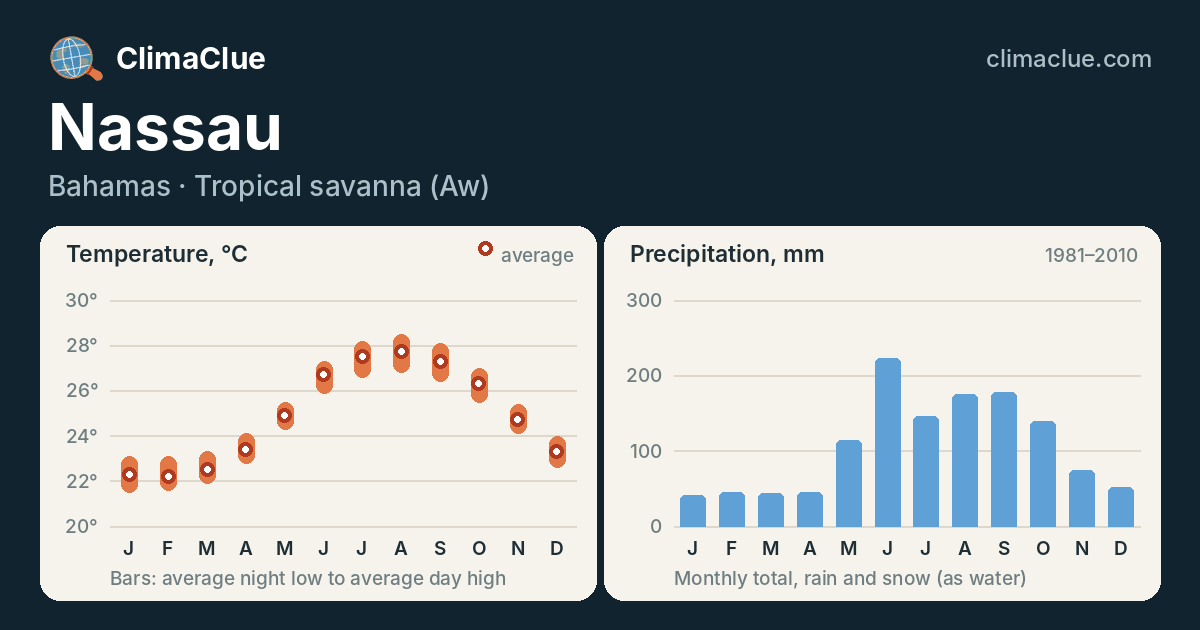 ClimaClue
climaclue.com
Nassau
Bahamas · Tropical savanna (Aw)
Temperature, °C
average
30°
28°
26°
24°
22°
20°
J F M A M J J A S O N D
Bars: average night low to average day high
Precipitation, mm
1981–2010
300
200
100
0
J F M A M J J A S O N D
Monthly total, rain and snow (as water)